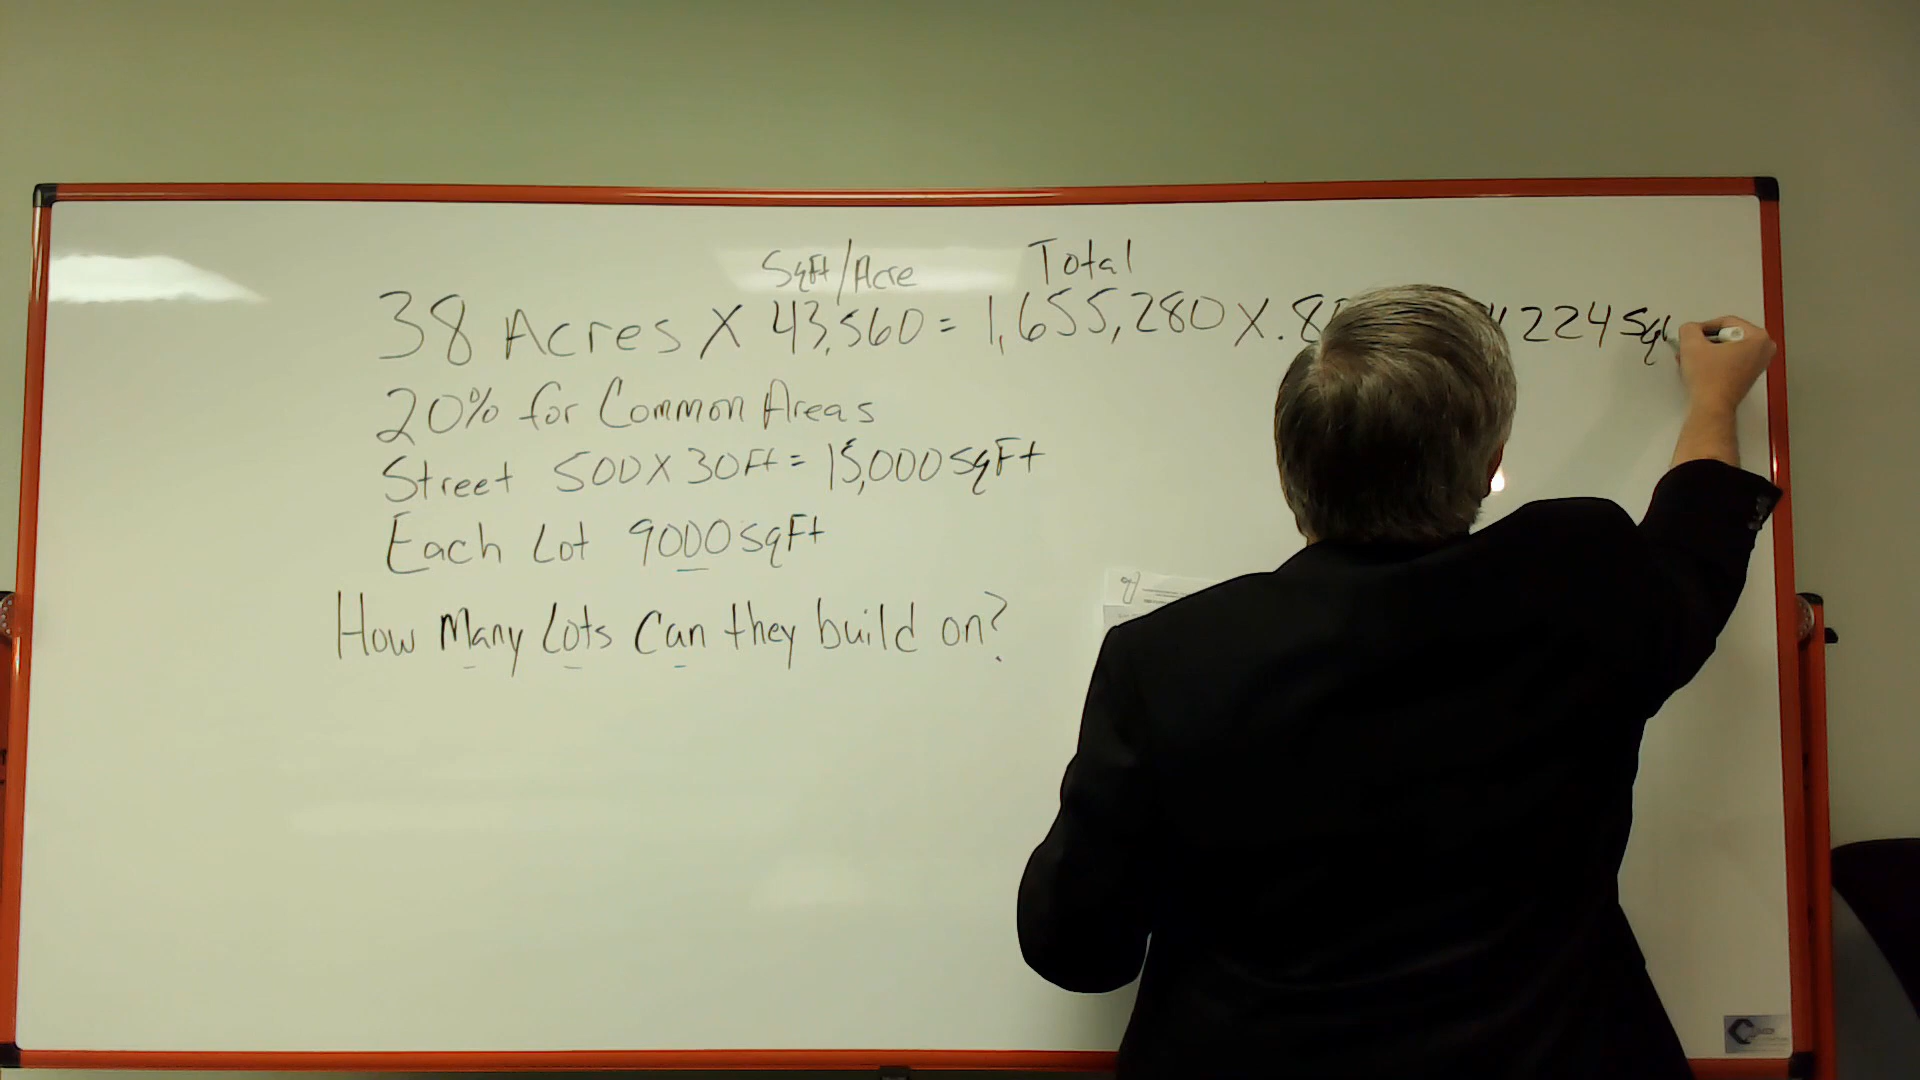 Sqft/Acre Total
38 Acres X 43,560 = 1,655,280 X .8 224 Sq
20% for Common Areas
Street 500 X 30Ft = 15,000 SqFt
Each Lot 9000 SqFt
How Many Lots Can they build on?